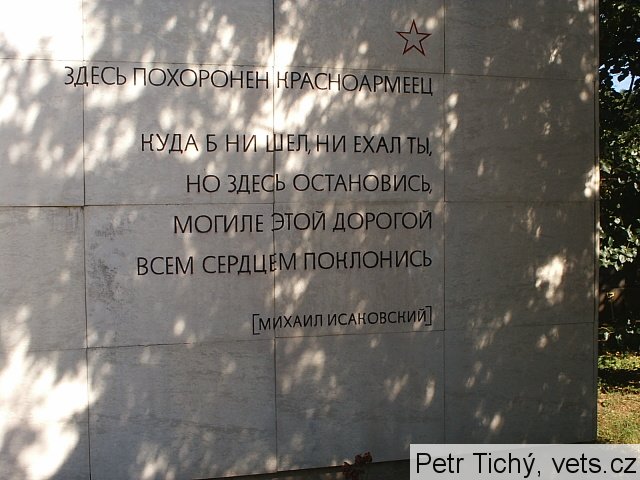 ЗДЕСЬ ПОХОРОНЕН КРАСНОАРМЕЕЦ
КУДА Б НИ ШЕЛ, НИ ЕХАЛ ТЫ,
НО ЗДЕСЬ ОСТАНОВИСЬ,
МОГИЛЕ ЭТОЙ ДОРОГОЙ
ВСЕМ СЕРДЦЕМ ПОКЛОНИСЬ
[МИХАИЛ ИСАКОВСКИЙ]
Petr Tichý, vets.cz